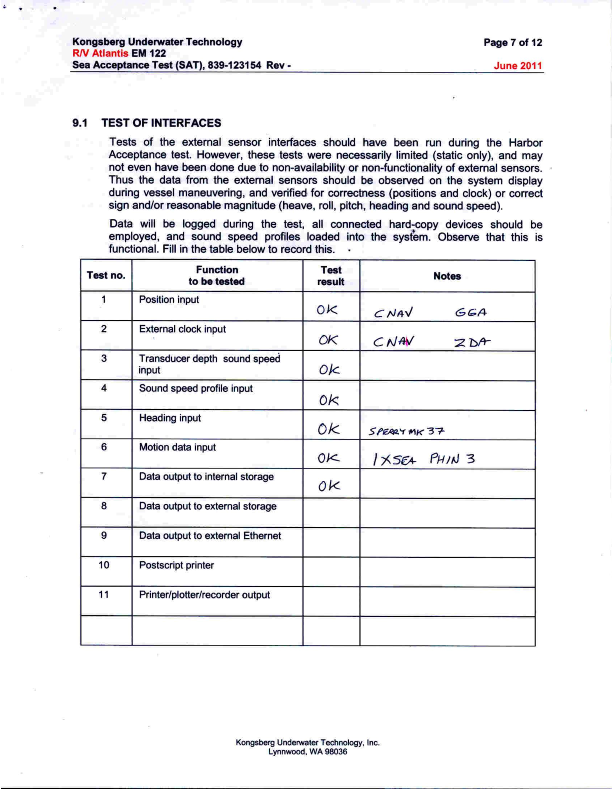 Kongsberg Underwater Technology Page 7 of 12
R/V Atlantis EM 122
Sea Acceptance Test (SAT), 839-123154 Rev - June 2011
9.1 TEST OF INTERFACES
Tests of the external sensor interfaces should have been run during the Harbor
Acceptance test. However, these tests were necessarily limited (static only), and may
not even have been done due to non-availability or non-functionality of external sensors.
Thus the data from the external sensors should be observed on the system display
during vessel maneuvering, and verified for correctness (positions and clock) or correct
sign and/or reasonable magnitude (heave, roll, pitch, heading and sound speed).
Data will be logged during the test, all connected hard-copy devices should be
employed, and sound speed profiles loaded into the system. Observe that this is
functional. Fill in the table below to record this.
Test no. Function to be tested Test result Notes
1 Position input OK CNAV GGA
2 External clock input OK CNAV ZDA
3 Transducer depth sound speed
input OK
4 Sound speed profile input OK
5 Heading input OK SPERRY MK 37
6 Motion data input OK IXSEA PHIN 3
7 Data output to internal storage OK
8 Data output to external storage
9 Data output to external Ethernet
10 Postscript printer
11 Printer/plotter/recorder output
Kongsberg Underwater Technology, Inc.
Lynnwood, WA 98036